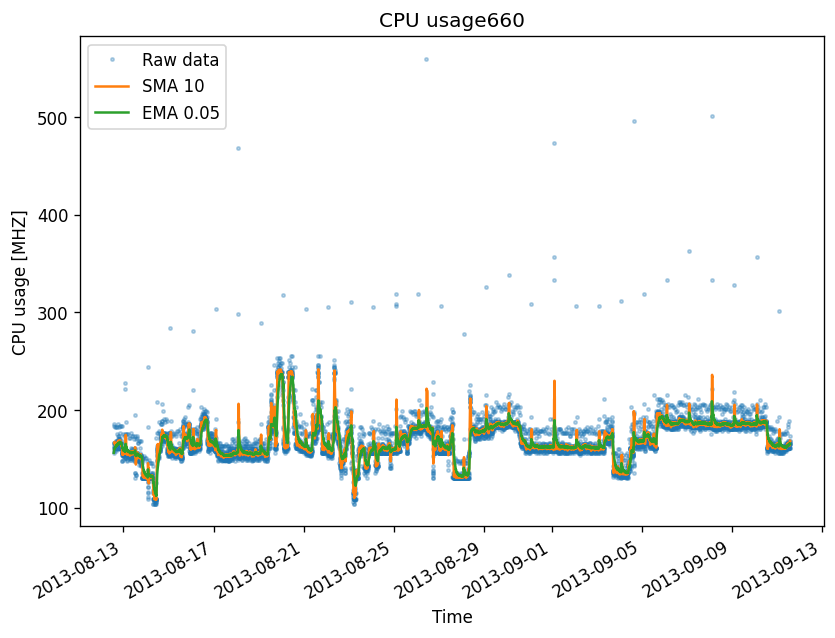 CPU usage660
Raw data
SMA 10
EMA 0.05
CPU usage [MHZ]
500
400
300
200
100
2013-08-13
2013-08-17
2013-08-21
2013-08-25
2013-08-29
2013-09-01
2013-09-05
2013-09-09
2013-09-13
Time